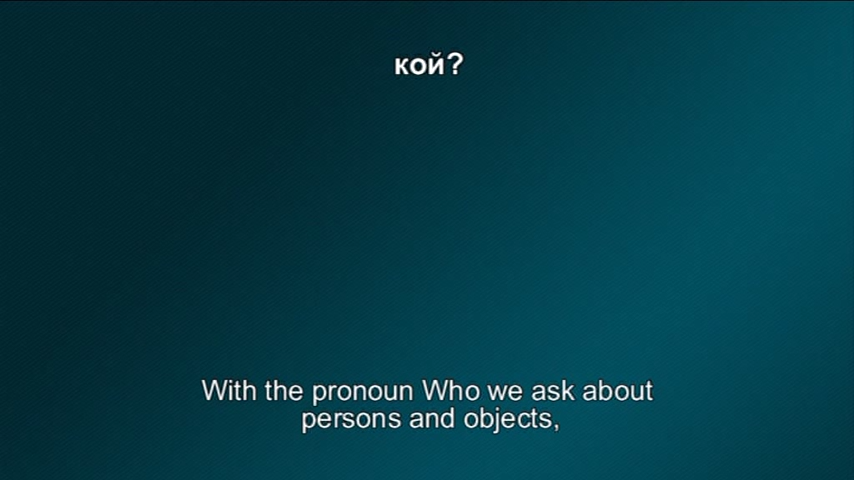 кой?
With the pronoun Who we ask about
persons and objects,